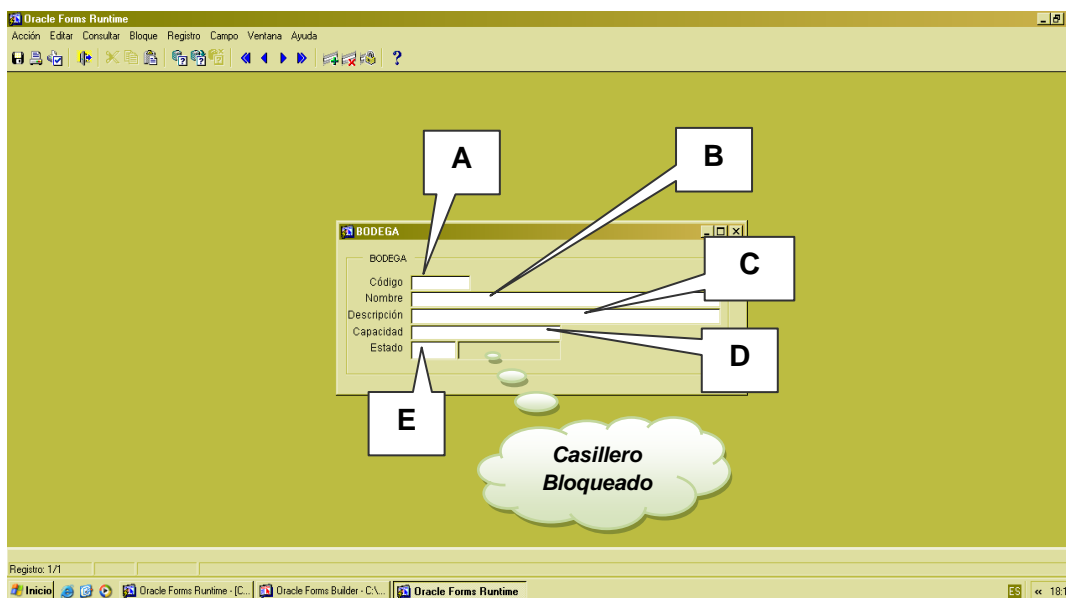 Oracle Forms Runtime
Acción Editar Consultar Bloque Registro Campo Ventana Ayuda
?
A
B
BODEGA
BODEGA
C
Código
Nombre
Descripción
Capacidad
D
Estado
E
Casillero
Bloqueado
Registro: 1/1
Inicio Oracle Forms Runtime - [C... Oracle Forms Builder - C:\... Oracle Forms Runtime ES « 18:1